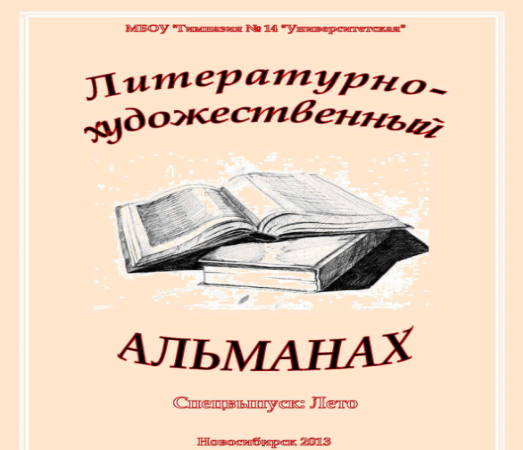 МБОУ "Гимназия № 14 "Университетская"
Литературно-
художественный
АЛЬМАНАХ
Спецвыпуск: Лето
Новосибирск 2013